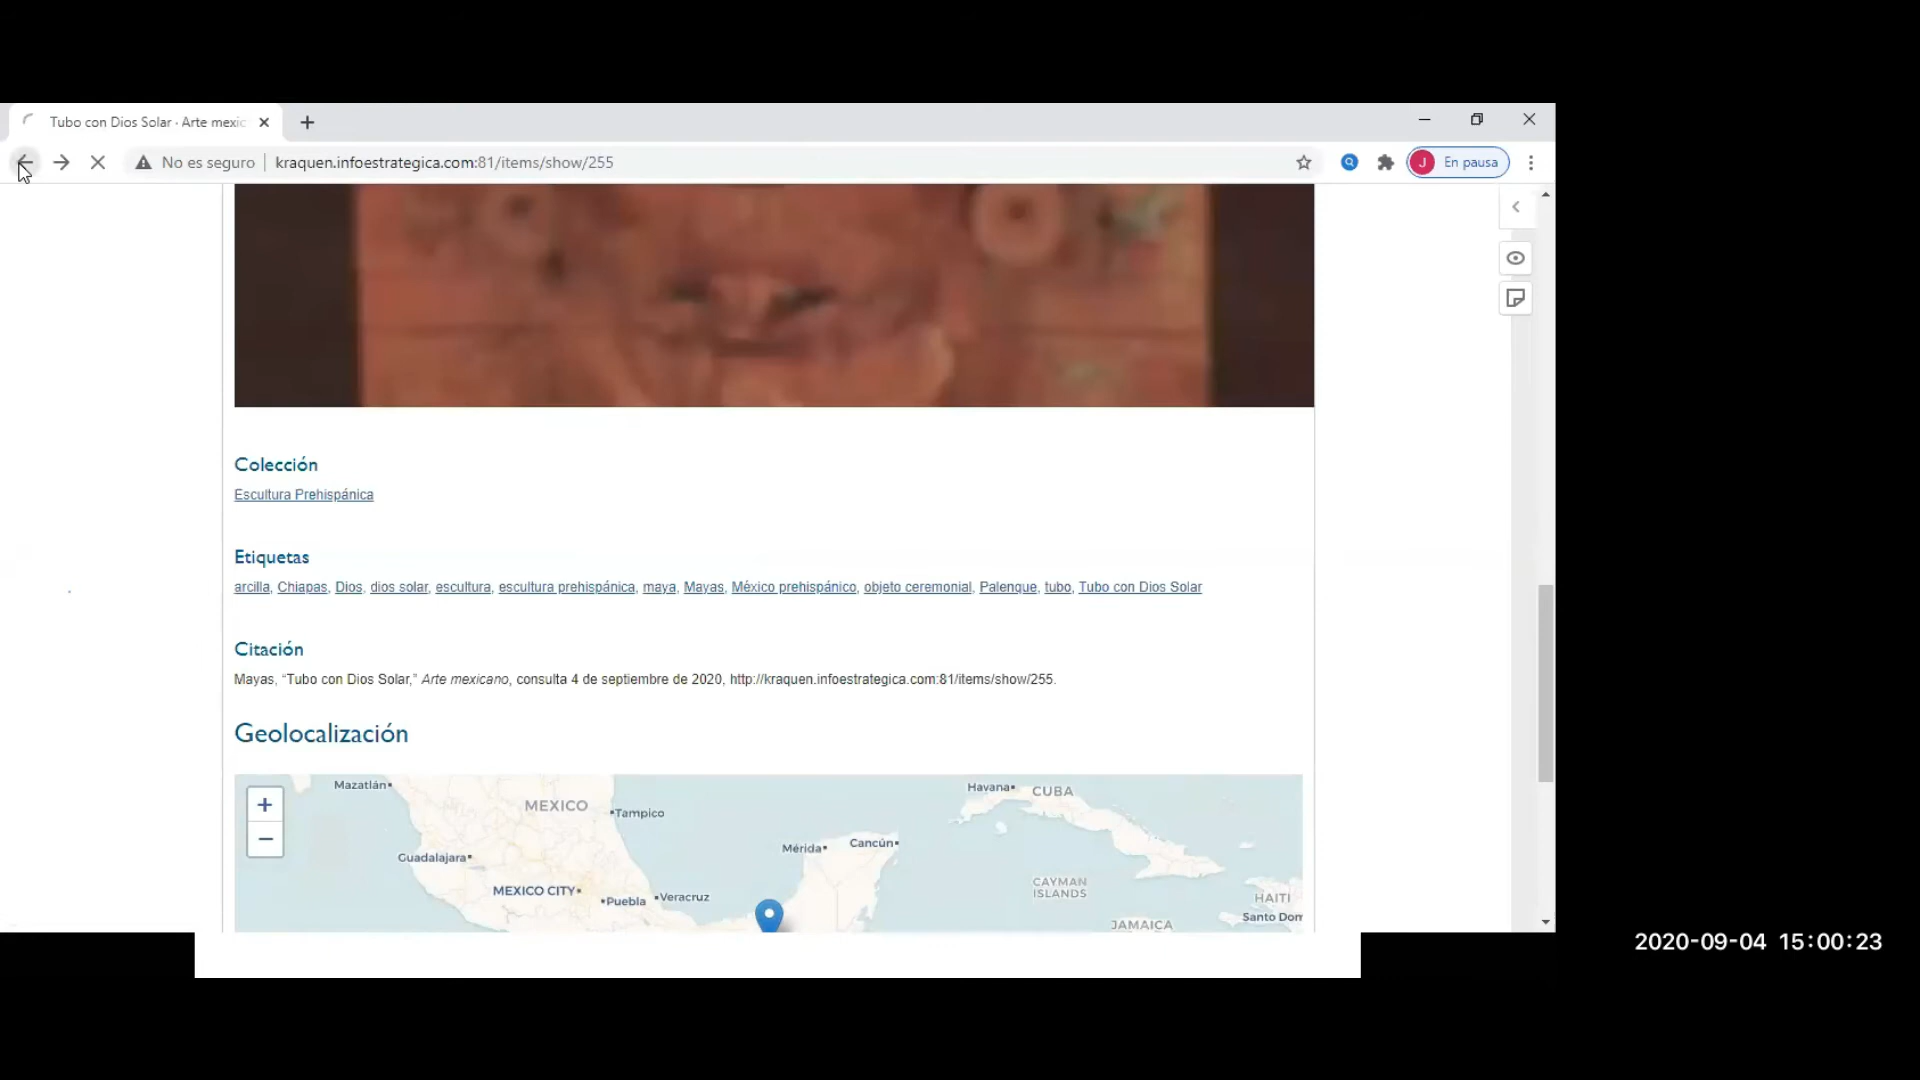 Tubo con Dios Solar · Arte mexic
No es seguro | kraquen.infoestrategica.com:81/items/show/255
J En pausa
Colección
Escultura Prehispánica
Etiquetas
arcilla, Chiapas, Dios, dios solar, escultura, escultura prehispánica, maya, Mayas, México prehispánico, objeto ceremonial, Palenque, tubo, Tubo con Dios Solar
Citación
Mayas, “Tubo con Dios Solar,” Arte mexicano, consulta 4 de septiembre de 2020, http://kraquen.infoestrategica.com:81/items/show/255.
Geolocalización
+
−
Mazatlán
MEXICO
Tampico
Havana
CUBA
Guadalajara
Mérida
Cancún
MEXICO CITY
Puebla
Veracruz
CAYMAN
ISLANDS
HAITI
Santo Dom
JAMAICA
2020-09-04 15:00:23